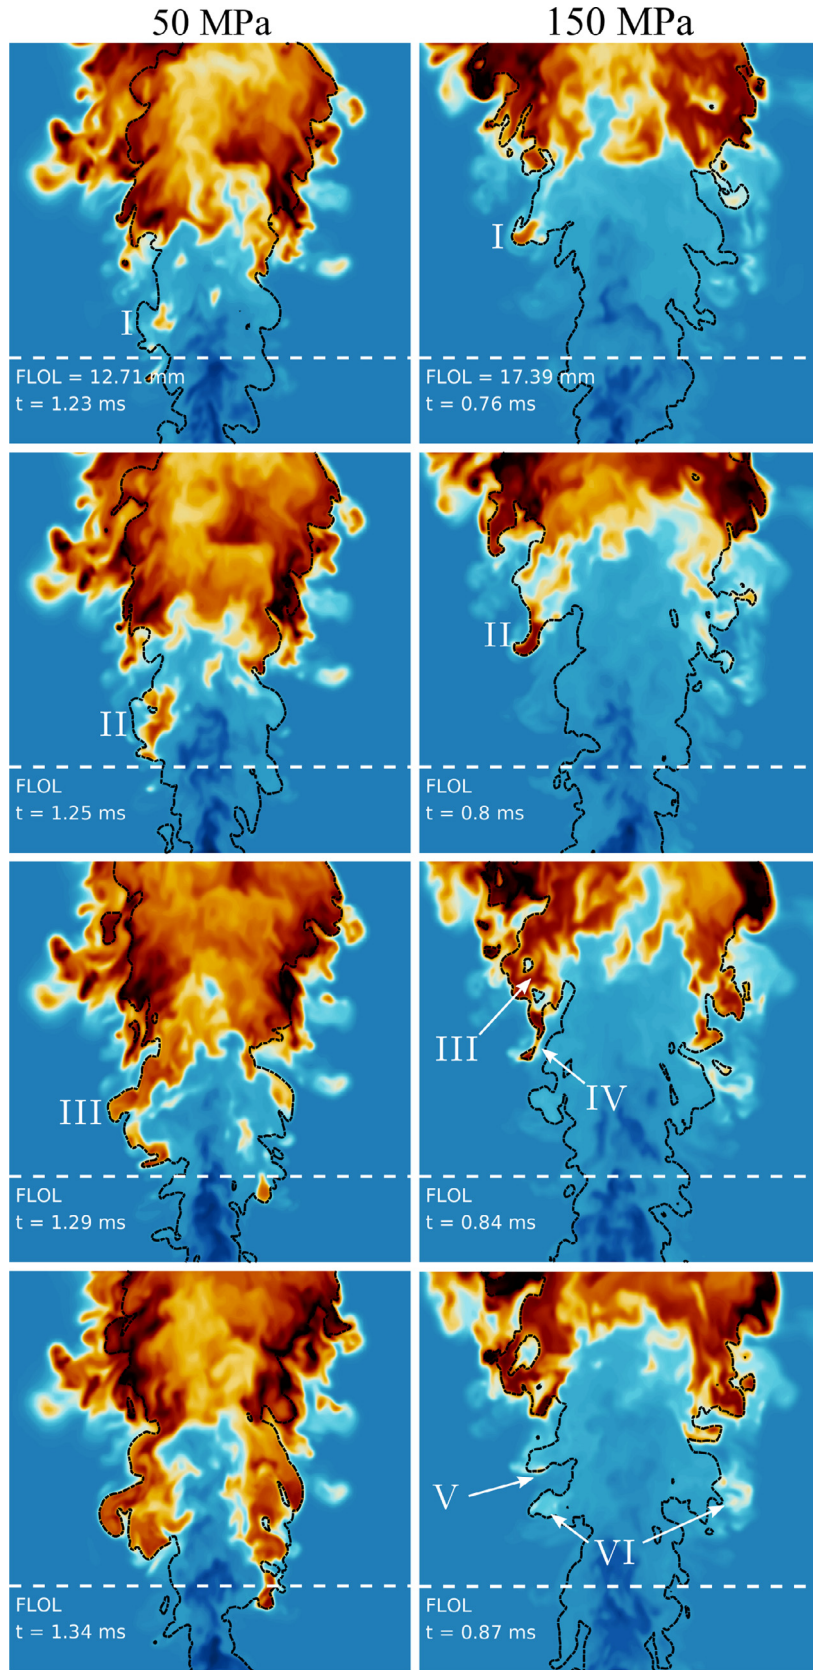 50 MPa
150 MPa
I
FLOL = 12.71 mm
t = 1.23 ms
I
FLOL = 17.39 mm
t = 0.76 ms
II
FLOL
t = 1.25 ms
II
FLOL
t = 0.8 ms
III
FLOL
t = 1.29 ms
III
IV
FLOL
t = 0.84 ms
FLOL
t = 1.34 ms
V
VI
FLOL
t = 0.87 ms